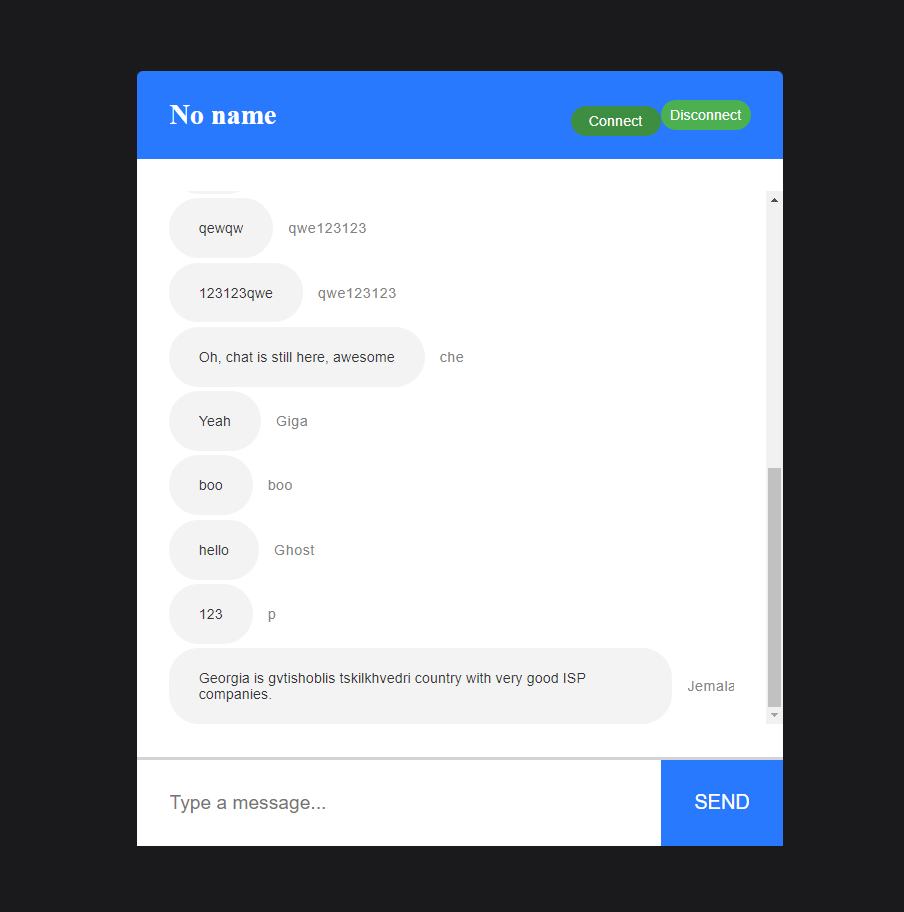 No name
Connect
Disconnect
qewqw qwe123123
123123qwe qwe123123
Oh, chat is still here, awesome che
Yeah Giga
boo boo
hello Ghost
123 p
Georgia is gvtishoblis tskilkhvedri country with very good ISP
companies.
Jemala
Type a message...
SEND